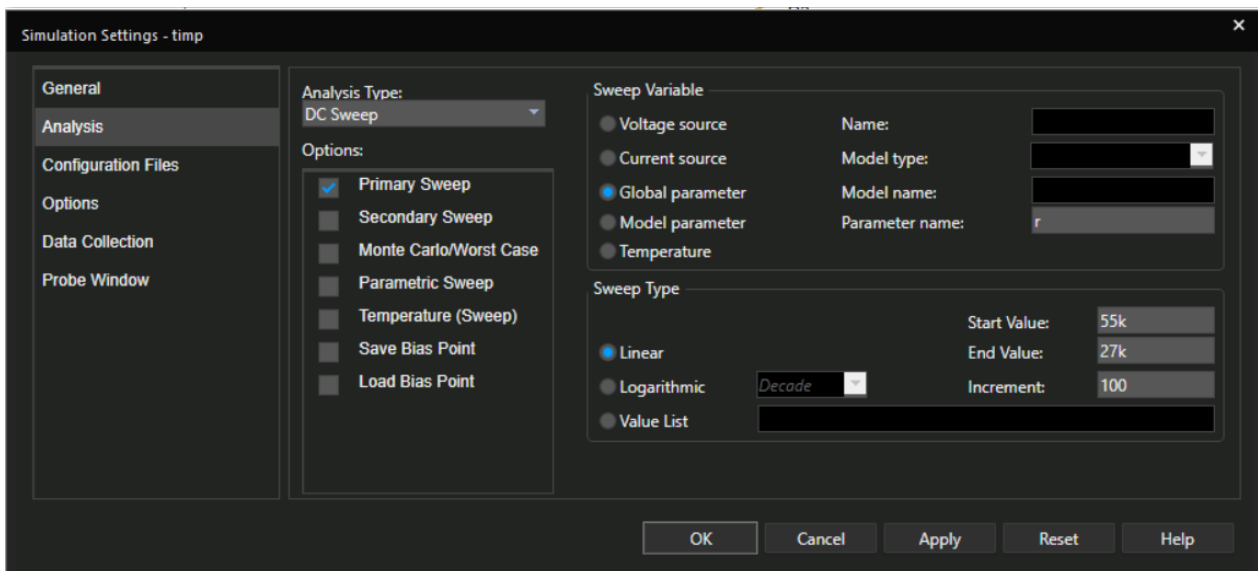 Simulation Settings - timp
General
Analysis
Configuration Files
Options
Data Collection
Probe Window
Analysis Type:
DC Sweep
Options:
Primary Sweep
Secondary Sweep
Monte Carlo/Worst Case
Parametric Sweep
Temperature (Sweep)
Save Bias Point
Load Bias Point
Sweep Variable
Voltage source
Name:
Current source
Model type:
Global parameter
Model name:
Model parameter
Parameter name:
r
Temperature
Sweep Type
Start Value:
55k
Linear
End Value:
27k
Logarithmic
Decade
Increment:
100
Value List
OK
Cancel
Apply
Reset
Help